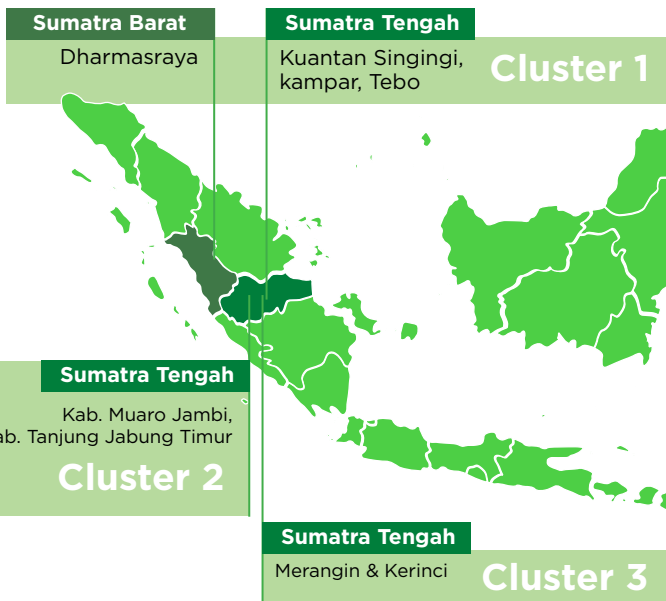 Sumatra Barat
Dharmasraya
Sumatra Tengah
Kuantan Singingi,
kampar, Tebo
Cluster 1
Sumatra Tengah
Kab. Muaro Jambi,
ab. Tanjung Jabung Timur
Cluster 2
Sumatra Tengah
Merangin & Kerinci
Cluster 3